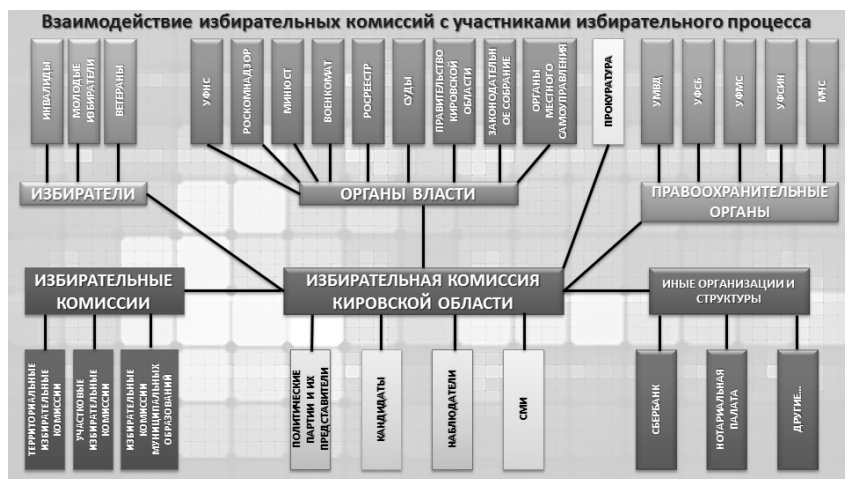 Взаимодействие избирательных комиссий с участниками избирательного процесса
ИНВАЛИДЫ
МОЛОДЫЕ
ИЗБИРАТЕЛИ
ВЕТЕРАНЫ
УФНС
РОСКОМНАДЗОР
МИНЮСТ
ВОЕНКОМАТ
РОСРЕЕСТР
СУДЫ
ПРАВИТЕЛЬСТВО
КИРОВСКОЙ
ОБЛАСТИ
ЗАКОНОДАТЕЛЬН
ОЕ СОБРАНИЕ
ОРГАНЫ
МЕСТНОГО
САМОУПРАВЛЕНИЯ
ПРОКУРАТУРА
УМВД
УФСБ
УФМС
УФСИН
МЧС
ИЗБИРАТЕЛИ
ОРГАНЫ ВЛАСТИ
ПРАВООХРАНИТЕЛЬНЫЕ
ОРГАНЫ
ИЗБИРАТЕЛЬНЫЕ
КОМИССИИ
ИЗБИРАТЕЛЬНАЯ КОМИССИЯ
КИРОВСКОЙ ОБЛАСТИ
ИНЫЕ ОРГАНИЗАЦИИ И
СТРУКТУРЫ
ТЕРРИТОРИАЛЬНЫЕ
ИЗБИРАТЕЛЬНЫЕ
КОМИССИИ
УЧАСТКОВЫЕ
ИЗБИРАТЕЛЬНЫЕ
КОМИССИИ
ИЗБИРАТЕЛЬНЫЕ
КОМИССИИ
МУНИЦИПАЛЬНЫХ
ОБРАЗОВАНИЙ
ПОЛИТИЧЕСКИЕ
ПАРТИИ И ИХ
ПРЕДСТАВИТЕЛИ
КАНДИДАТЫ
НАБЛЮДАТЕЛИ
СМИ
СБЕРБАНК
НОТАРИАЛЬНАЯ
ПАЛАТА
ДРУГИЕ...